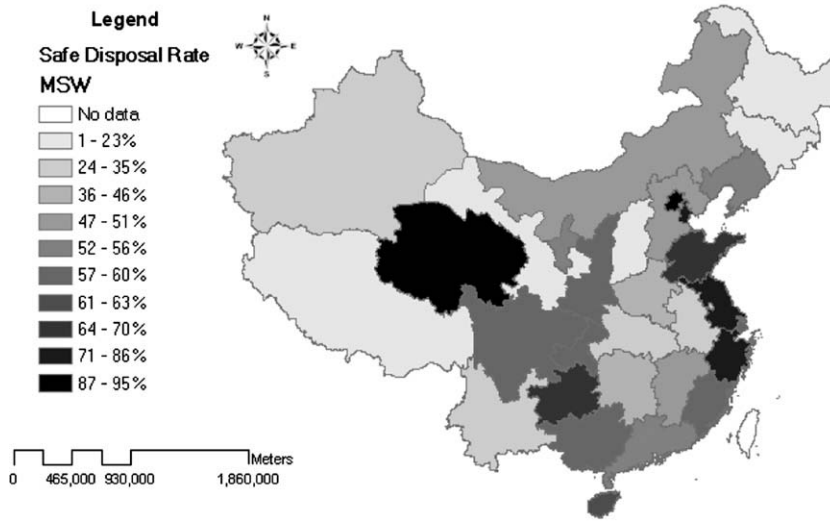 Legend
N
W E
S
Safe Disposal Rate
MSW
No data
1 - 23%
24 - 35%
36 - 46%
47 - 51%
52 - 56%
57 - 60%
61 - 63%
64 - 70%
71 - 86%
87 - 95%
Meters
0 465,000 930,000 1,860,000